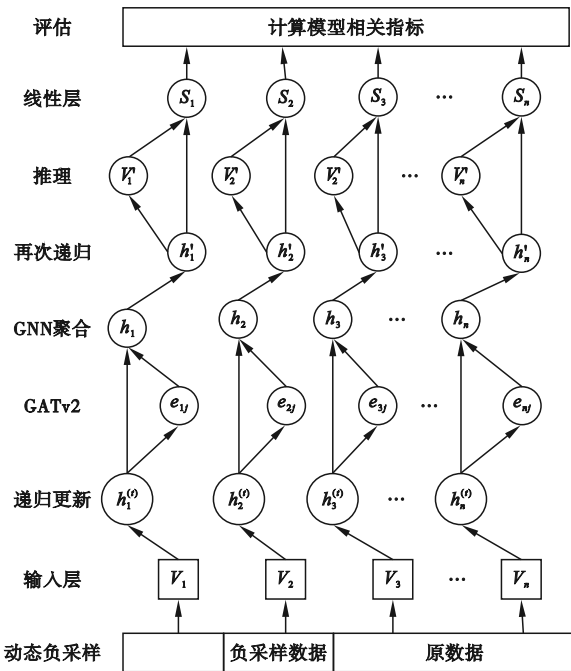 评估 计算模型相关指标
线性层 S₁ S₂ S₃ ··· Sₙ
推理 V₁' V₂' V₂' ··· Vₙ'
再次递归 h₁' h₂' h₃' ··· hₙ'
GNN聚合 h₁ h₂ h₃ ··· hₙ
GATv2 e₁ⱼ e₂ⱼ e₃ⱼ ··· eₙⱼ
递归更新 h₁⁽ᵗ⁾ h₂⁽ᵗ⁾ h₃⁽ᵗ⁾ ··· hₙ⁽ᵗ⁾
输入层 V₁ V₂ V₃ ··· Vₙ
动态负采样 负采样数据 原数据